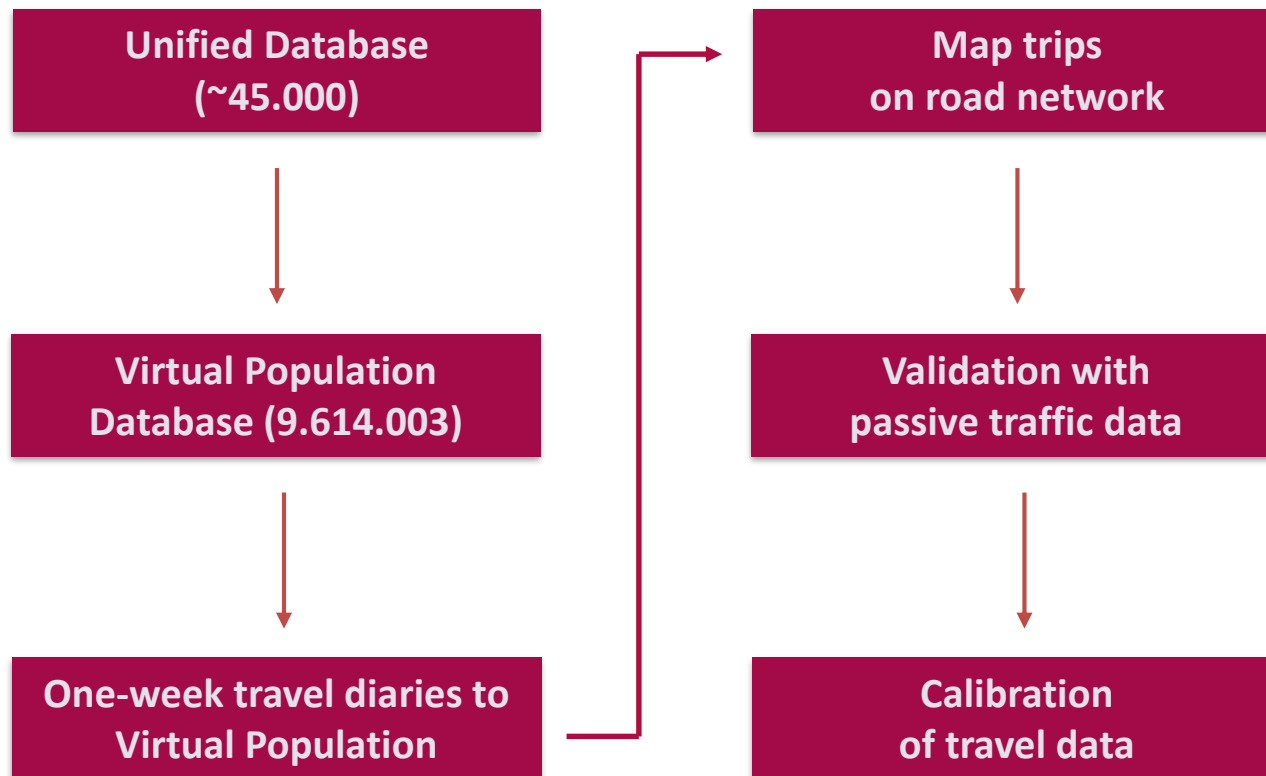 Unified Database
(~45.000)
Virtual Population
Database (9.614.003)
One-week travel diaries to
Virtual Population
Map trips
on road network
Validation with
passive traffic data
Calibration
of travel data